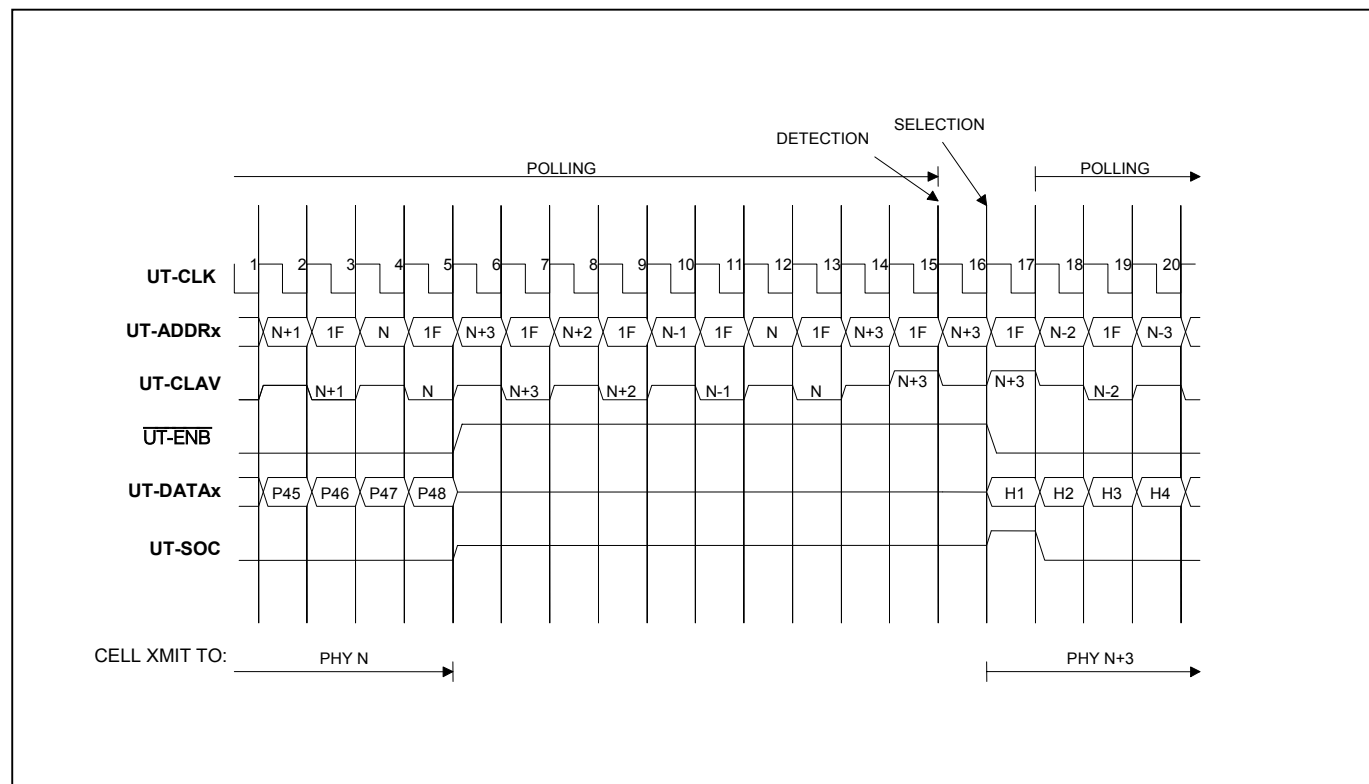 SELECTION
DETECTION
POLLING POLLING
UT-CLK 1 2 3 4 5 6 7 8 9 10 11 12 13 14 15 16 17 18 19 20
UT-ADDRx N+1 1F N 1F N+3 1F N+2 1F N-1 1F N 1F N+3 1F N+3 1F N-2 1F N-3
UT-CLAV N+1 N N+3 N+2 N-1 N N+3 N+3 N-2
UT-ENB
UT-DATAx P45 P46 P47 P48 H1 H2 H3 H4
UT-SOC
CELL XMIT TO: PHY N PHY N+3